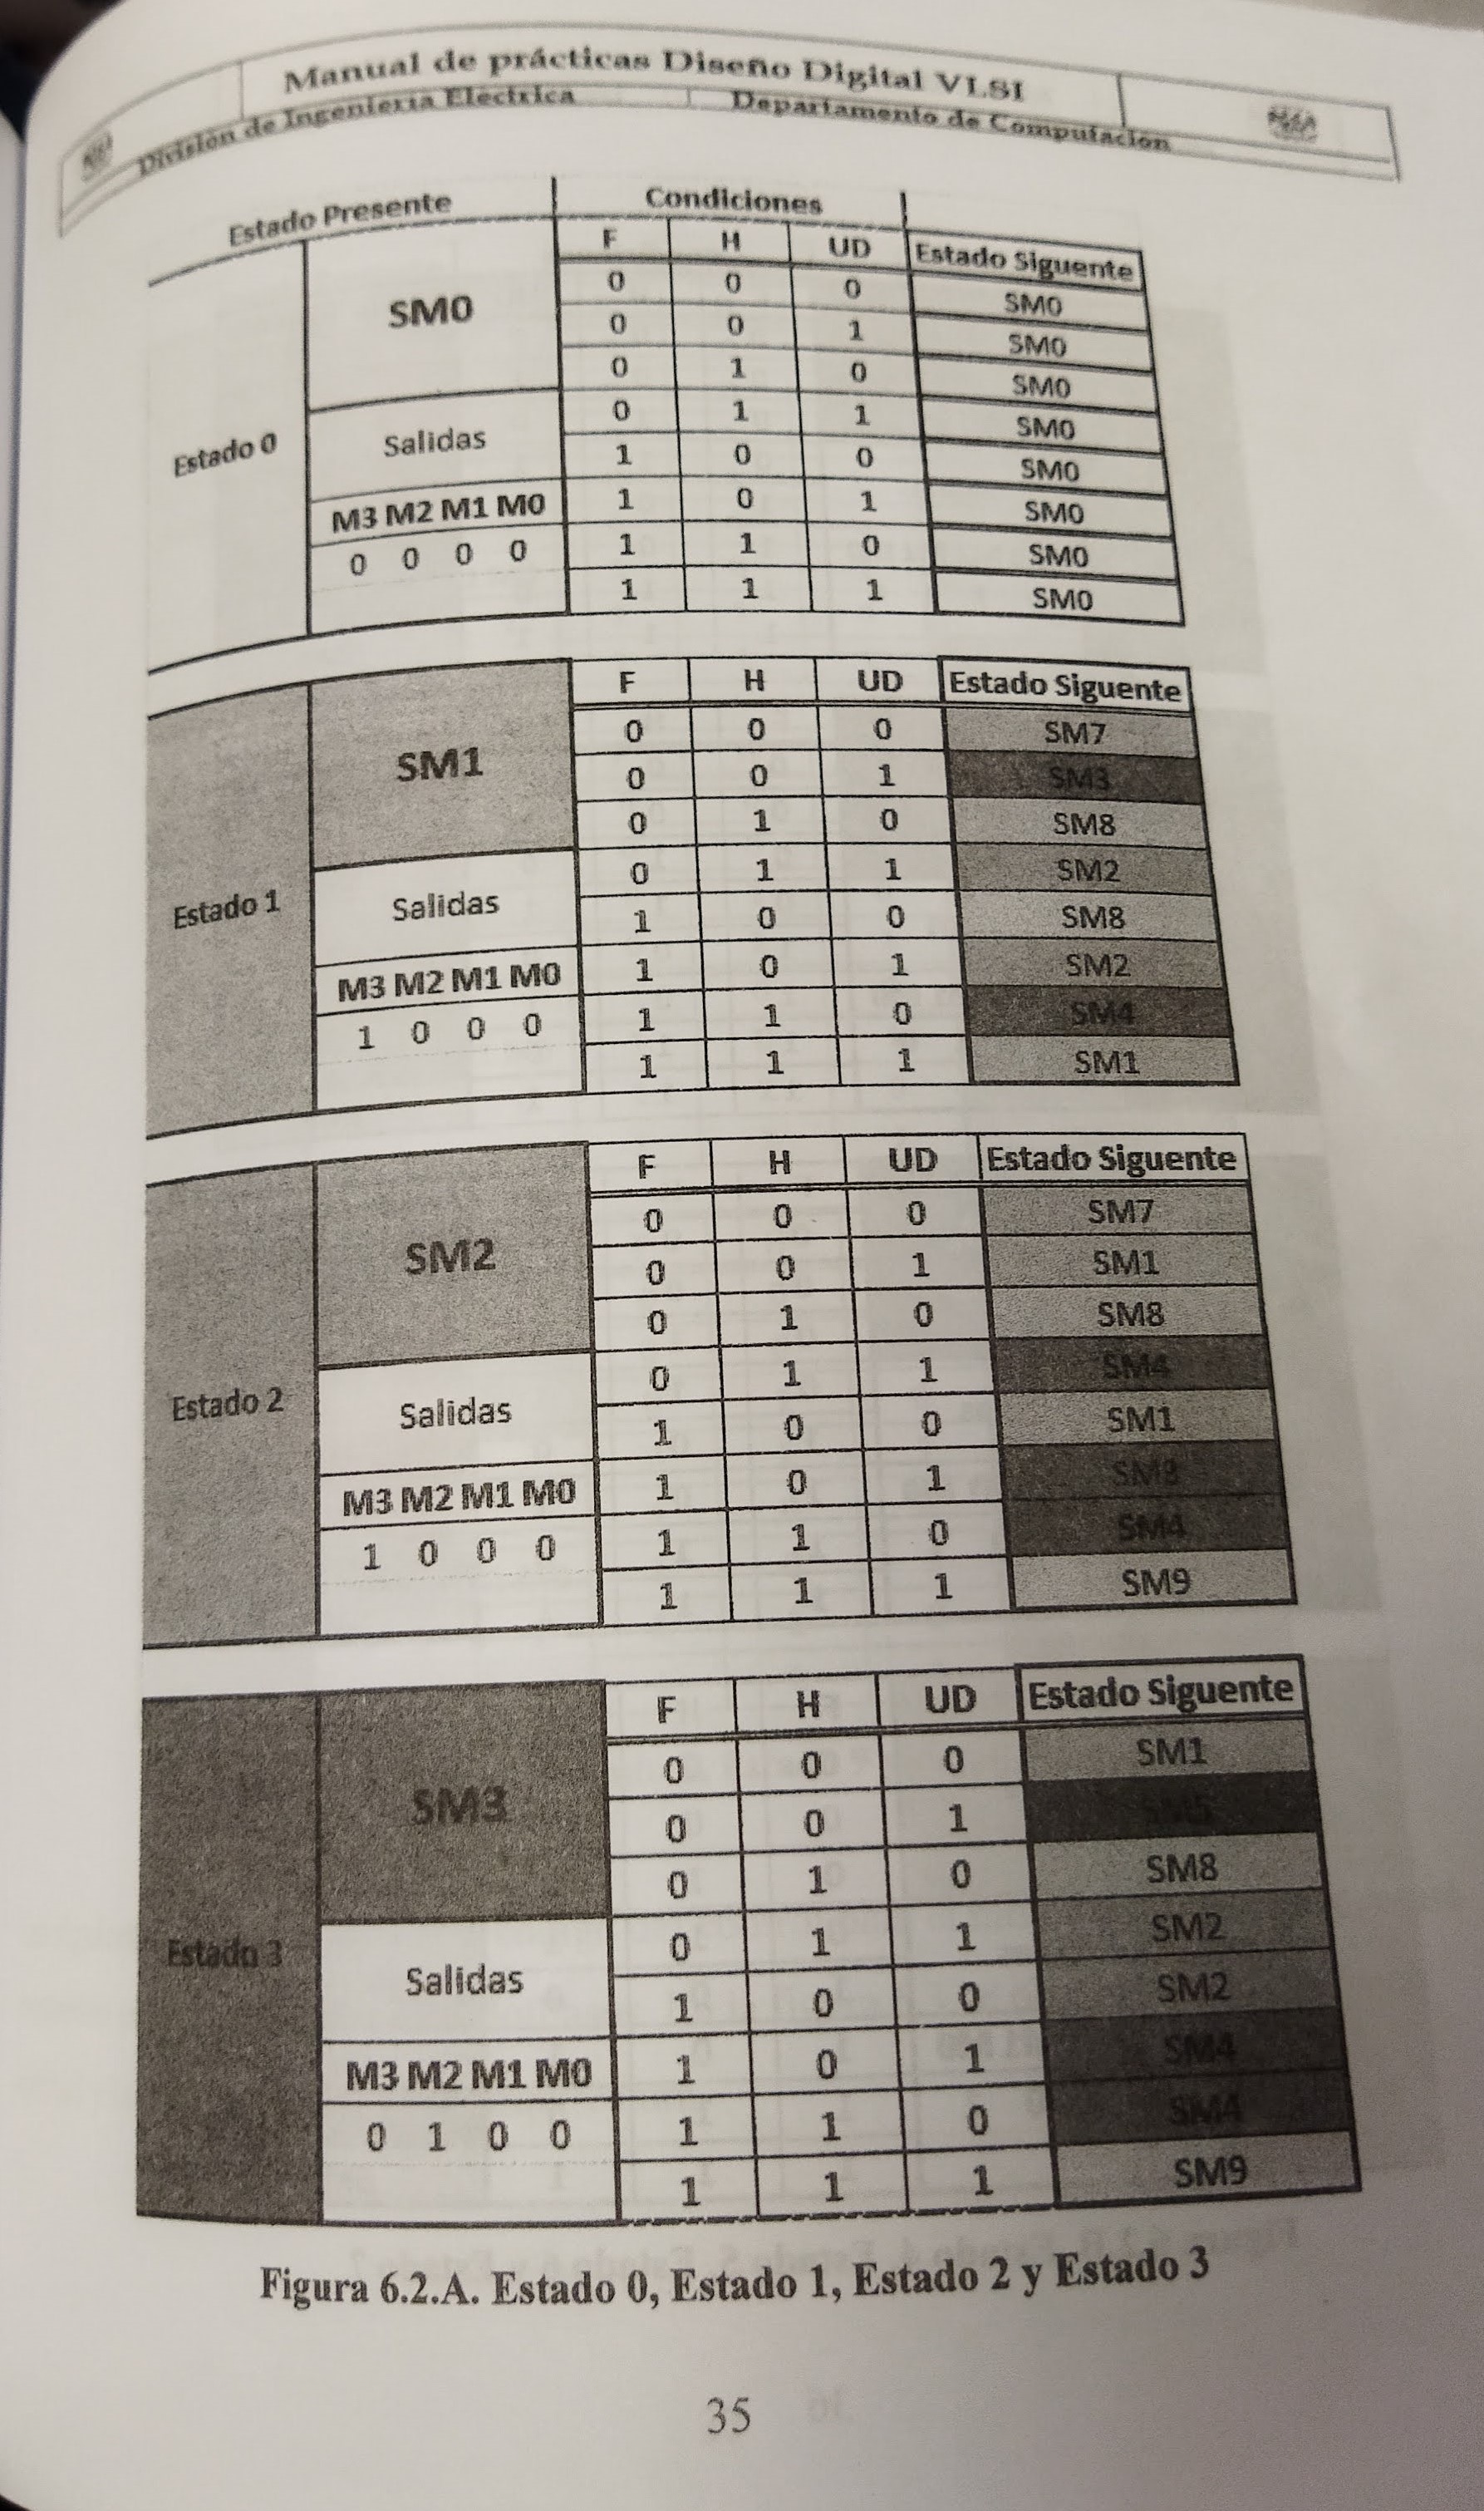 Manual de prácticas Diseño Digital VLSI
División de Ingeniería Eléctrica Departamento de Computación
Estado Presente Condiciones
F H UD Estado Siguente
SM0
0 0 0 SM0
0 0 1 SM0
0 1 0 SM0
Estado 0
Salidas
0 1 1 SM0
1 0 0 SM0
M3 M2 M1 M0
1 0 1 SM0
0 0 0 0
1 1 0 SM0
1 1 1 SM0
F H UD Estado Siguente
SM1
0 0 0 SM7
0 0 1 SM3
0 1 0 SM8
Estado 1
Salidas
0 1 1 SM2
1 0 0 SM8
M3 M2 M1 M0
1 0 1 SM2
1 0 0 0
1 1 0 SM4
1 1 1 SM1
F H UD Estado Siguente
SM2
0 0 0 SM7
0 0 1 SM1
0 1 0 SM8
Estado 2
Salidas
0 1 1 SM4
1 0 0 SM1
M3 M2 M1 M0
1 0 1 SM3
1 0 0 0
1 1 0 SM4
1 1 1 SM9
F H UD Estado Siguente
SM3
0 0 0 SM1
0 0 1 SM5
0 1 0 SM8
Estado 3
Salidas
0 1 1 SM2
1 0 0 SM2
M3 M2 M1 M0
1 0 1 SM4
0 1 0 0
1 1 0 SM4
1 1 1 SM9
Figura 6.2.A. Estado 0, Estado 1, Estado 2 y Estado 3
35